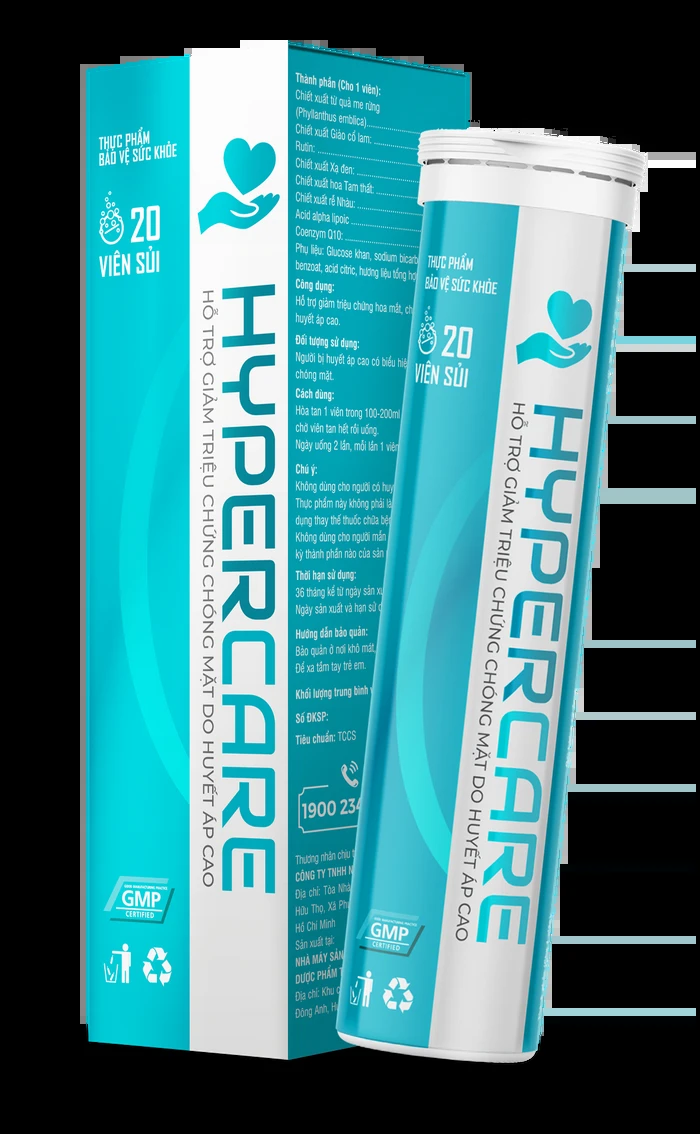 THỰC PHẨM
BẢO VỆ SỨC KHỎE
20
VIÊN SỦI
HYPERCARE
HỖ TRỢ GIẢM TRIỆU CHỨNG CHÓNG MẶT DO HUYẾT ÁP CAO
GMP
CERTIFIED
Thành phần (Cho 1 viên):
Chiết xuất từ quả me rừng
(Phyllanthus emblica)
Chiết xuất Giảo cổ lam:
Rutin:
Chiết xuất Xạ đen:
Chiết xuất hoa Tam thất:
Chiết xuất rễ Nhàu:
Acid alpha lipoic
Coenzym Q10:
Phụ liệu: Glucose khan, sodium bicarb
benzoat, acid citric, hương liệu tổng hợ
Công dụng:
Hỗ trợ giảm triệu chứng hoa mắt, ch
huyết áp cao.
Đối tượng sử dụng:
Người bị huyết áp cao có biểu hiệ
chóng mặt.
Cách dùng:
Hòa tan 1 viên trong 100-200ml
chờ viên tan hết rồi uống.
Ngày uống 2 lần, mỗi lần 1 viên
Chú ý:
Không dùng cho người có huy
Thực phẩm này không phải là
dụng thay thế thuốc chữa bệ
Không dùng cho người mẫn
kỳ thành phần nào của sản
Thời hạn sử dụng:
36 tháng kể từ ngày sản xu
Ngày sản xuất và hạn sử d
Hướng dẫn bảo quản:
Bảo quản ở nơi khô mát,
Để xa tầm tay trẻ em.
Khối lượng trung bình v
Số ĐKSP:
Tiêu chuẩn: TCCS
1900 234
Thương nhân chịu t
CÔNG TY TNHH N
Địa chỉ: Tòa Nhà
Hữu Thọ, Xã Ph
Hồ Chí Minh
Sản xuất tại:
NHÀ MÁY SẢN
DƯỢC PHẨM T
Địa chỉ: Khu c
Đông Anh, H
THỰC PHẨM
BẢO VỆ SỨC KHỎE
20
VIÊN SỦI
HYPERCARE
HỖ TRỢ GIẢM TRIỆU CHỨNG CHÓNG MẶT DO HUYẾT ÁP CAO
GMP
CERTIFIED